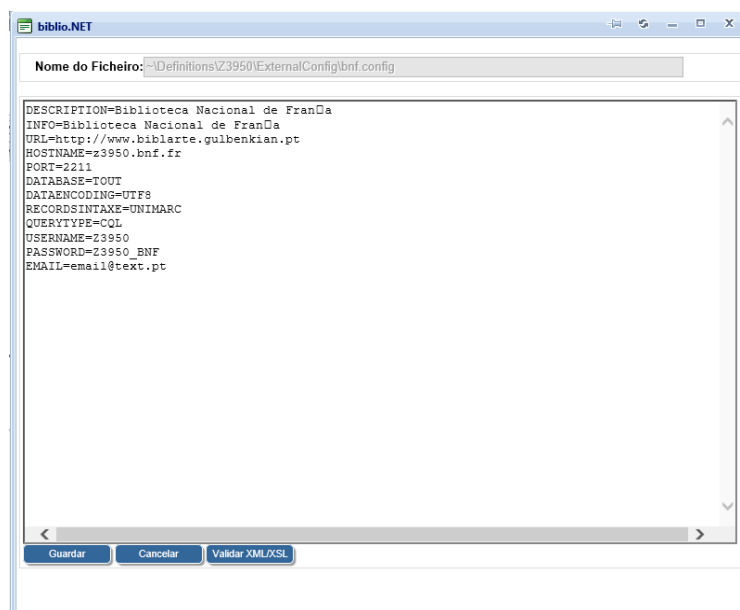 biblio.NET
Nome do Ficheiro: ~\Definitions\Z3950\ExternalConfig\bnf.config
DESCRIPTION=Biblioteca Nacional de Fran□a
INFO=Biblioteca Nacional de Fran□a
URL=http://www.biblarte.gulbenkian.pt
HOSTNAME=z3950.bnf.fr
PORT=2211
DATABASE=TOUT
DATAENCODING=UTF8
RECORDSINTAXE=UNIMARC
QUERYTYPE=CQL
USERNAME=Z3950
PASSWORD=Z3950_BNF
EMAIL=email@text.pt
Guardar Cancelar Validar XML/XSL